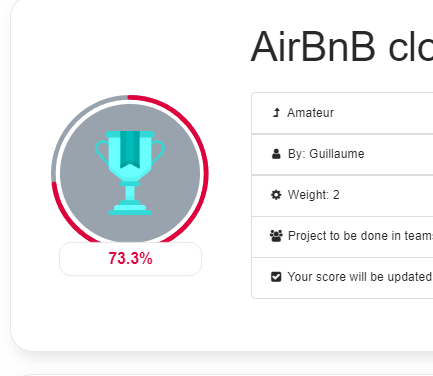 AirBnB clo
Amateur
By: Guillaume
Weight: 2
Project to be done in team
Your score will be updated
73.3%